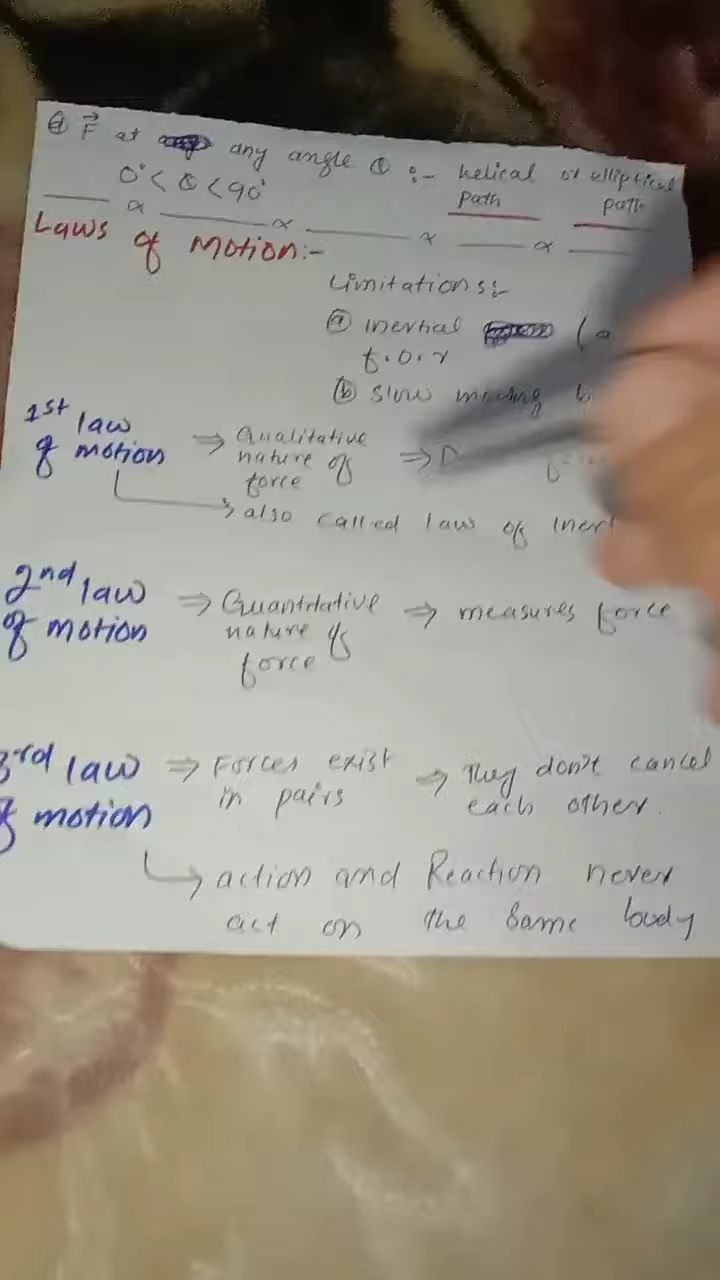 d F⃗ at any angle θ :- helical or elliptical
0° < θ < 90° path path
Laws of Motion:-
Limitations:-
(a) inertial
f.o.r
(b) slow moving
1st law ⇒ Qualitative
of motion nature of
force
→ also called law of
2nd law ⇒ Quantitative ⇒ measures force
of motion nature of
force
3rd law ⇒ Forces exist ⇒ They don't cancel
of motion in pairs each other.
→ action and Reaction never
act on the same body